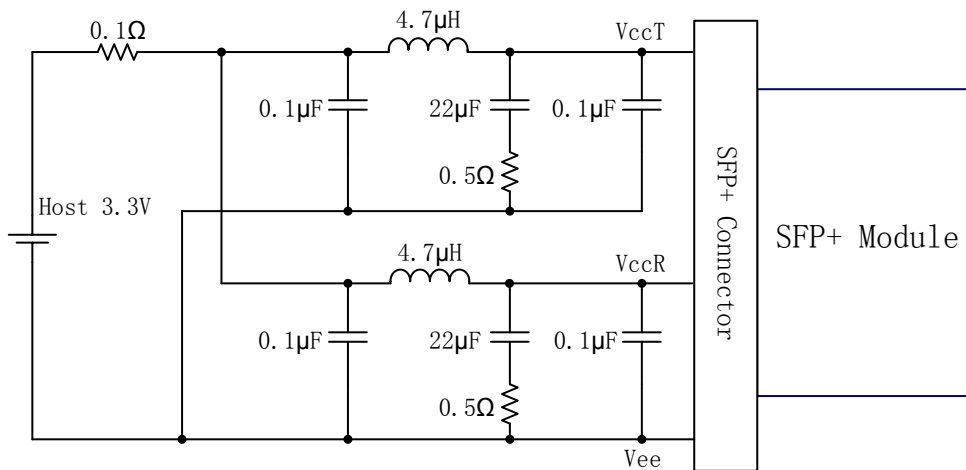 4.7μH
0.1Ω
VccT
0.1μF
22μF
0.1μF
0.5Ω
Host 3.3V
SFP+ Connector
SFP+ Module
4.7μH
VccR
0.1μF
22μF
0.1μF
0.5Ω
Vee